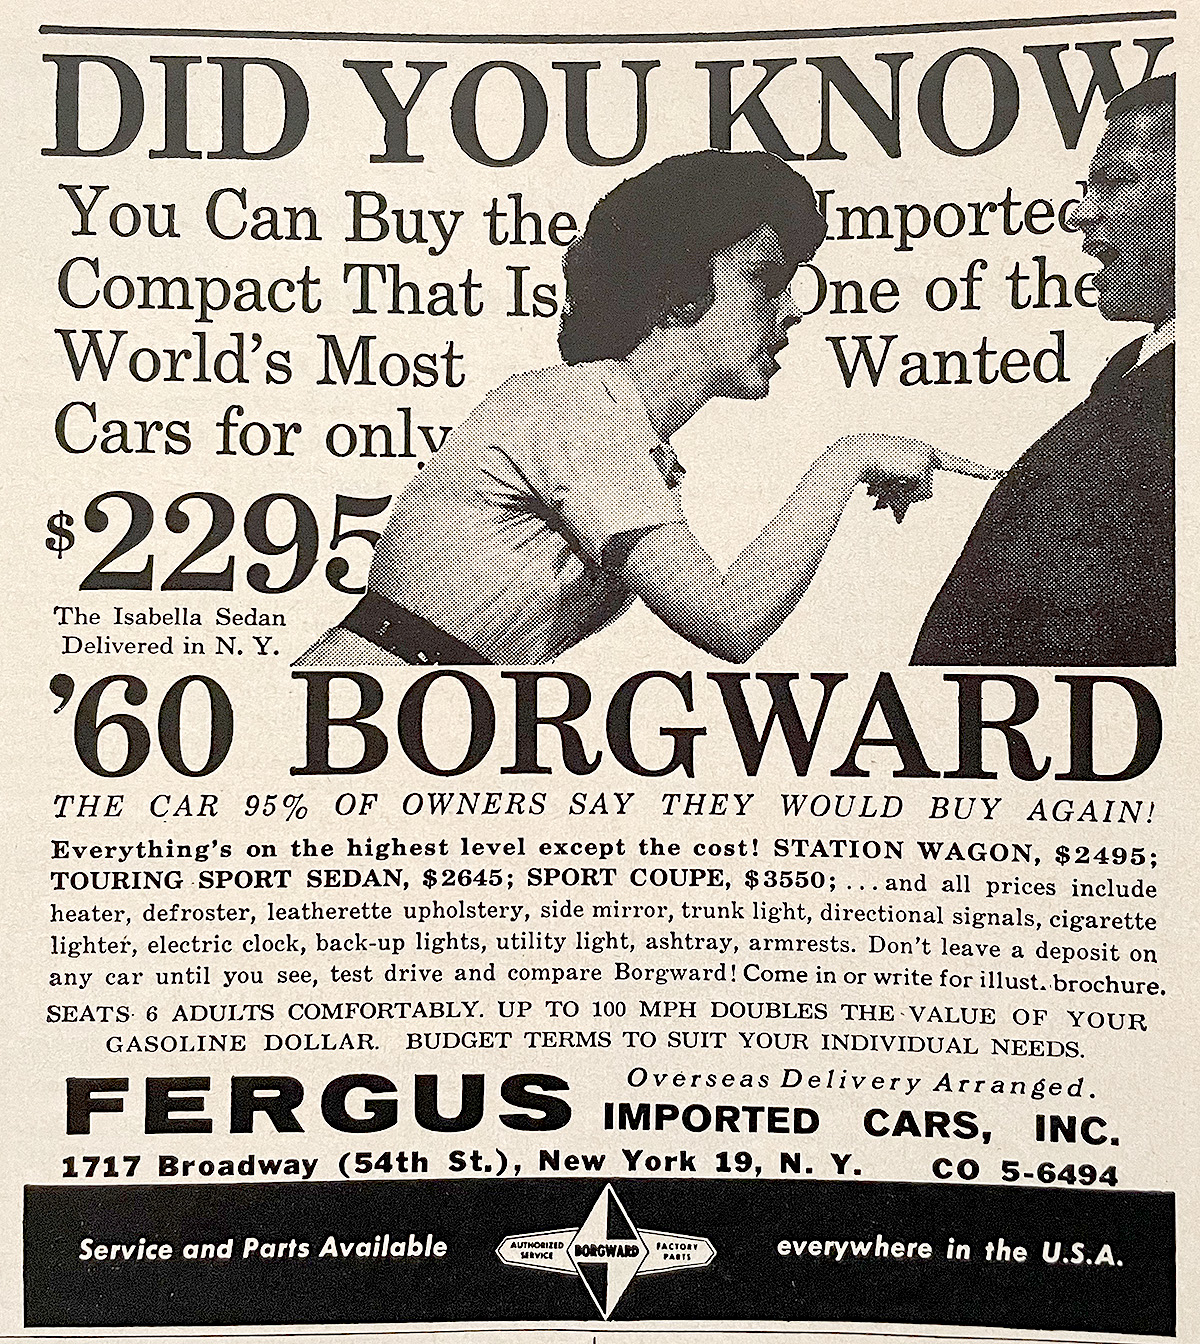 DID YOU KNOW
You Can Buy the Imported
Compact That Is One of the
World's Most Wanted
Cars for only
$2295
The Isabella Sedan
Delivered in N. Y.
'60 BORGWARD
THE CAR 95% OF OWNERS SAY THEY WOULD BUY AGAIN!
Everything's on the highest level except the cost! STATION WAGON, $2495;
TOURING SPORT SEDAN, $2645; SPORT COUPE, $3550; ...and all prices include
heater, defroster, leatherette upholstery, side mirror, trunk light, directional signals, cigarette
lighter, electric clock, back-up lights, utility light, ashtray, armrests. Don't leave a deposit on
any car until you see, test drive and compare Borgward! Come in or write for illust. brochure.
SEATS 6 ADULTS COMFORTABLY. UP TO 100 MPH DOUBLES THE VALUE OF YOUR
GASOLINE DOLLAR. BUDGET TERMS TO SUIT YOUR INDIVIDUAL NEEDS.
Overseas Delivery Arranged.
FERGUS IMPORTED CARS, INC.
1717 Broadway (54th St.), New York 19, N. Y. CO 5-6494
Service and Parts Available
AUTHORIZED SERVICE
BORGWARD
FACTORY PARTS
everywhere in the U.S.A.